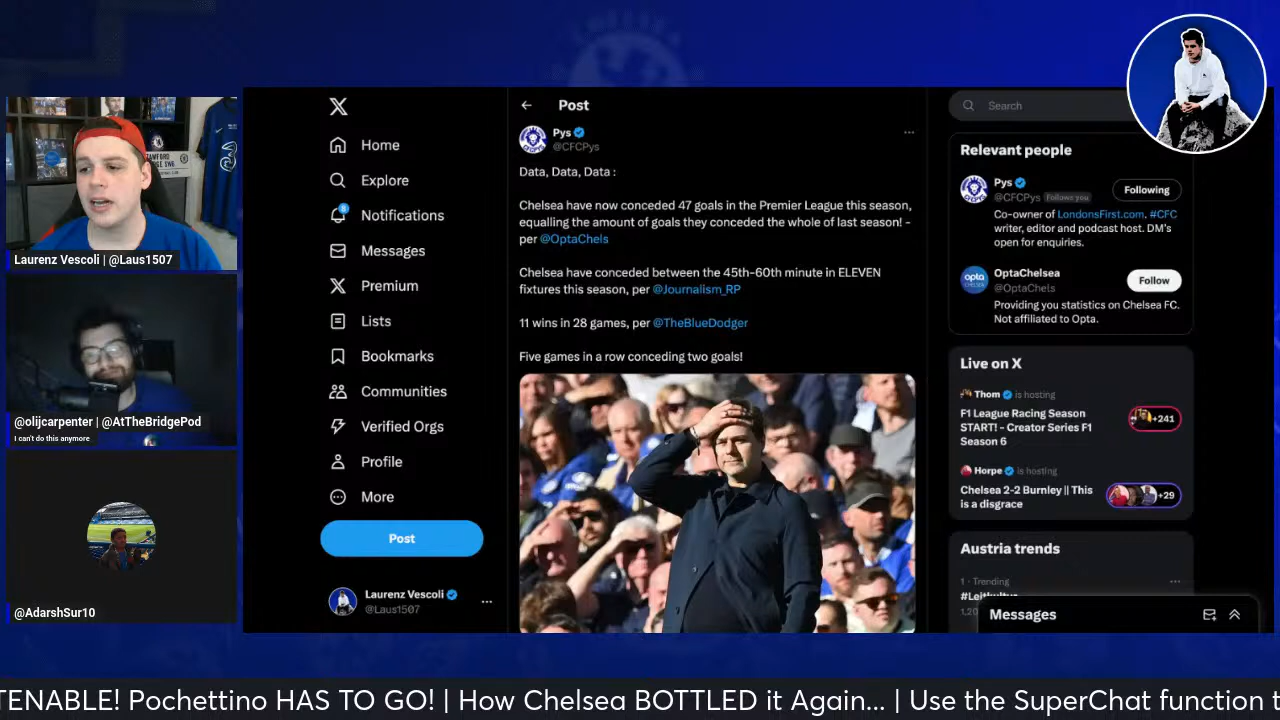 Laurenz Vescoli | @Laus1507
@olijcarpenter | @AtTheBridgePod
I can't do this anymore
@AdarshSur10
Home
Explore
8
Notifications
Messages
Premium
Lists
Bookmarks
Communities
Verified Orgs
Profile
More
Post
Laurenz Vescoli
@Laus1507
Post
Pys
@CFCPys
Data, Data, Data :
Chelsea have now conceded 47 goals in the Premier League this season,
equalling the amount of goals they conceded the whole of last season! -
per @OptaChels
Chelsea have conceded between the 45th-60th minute in ELEVEN
fixtures this season, per @Journalism_RP
11 wins in 28 games, per @TheBlueDodger
Five games in a row conceding two goals!
Search
Relevant people
Pys
@CFCPys Follows you
Following
Co-owner of LondonsFirst.com. #CFC
writer, editor and podcast host. DM's
open for enquiries.
opta
OptaChelsea
@OptaChels
Follow
Providing you statistics on Chelsea FC.
Not affiliated to Opta.
Live on X
Thom is hosting
F1 League Racing Season
START! - Creator Series F1
Season 6
+241
Horpe is hosting
Chelsea 2-2 Burnley || This
is a disgrace
+29
Austria trends
1 · Trending
Messages
TENABLE! Pochettino HAS TO GO! | How Chelsea BOTTLED it Again... | Use the SuperChat function t